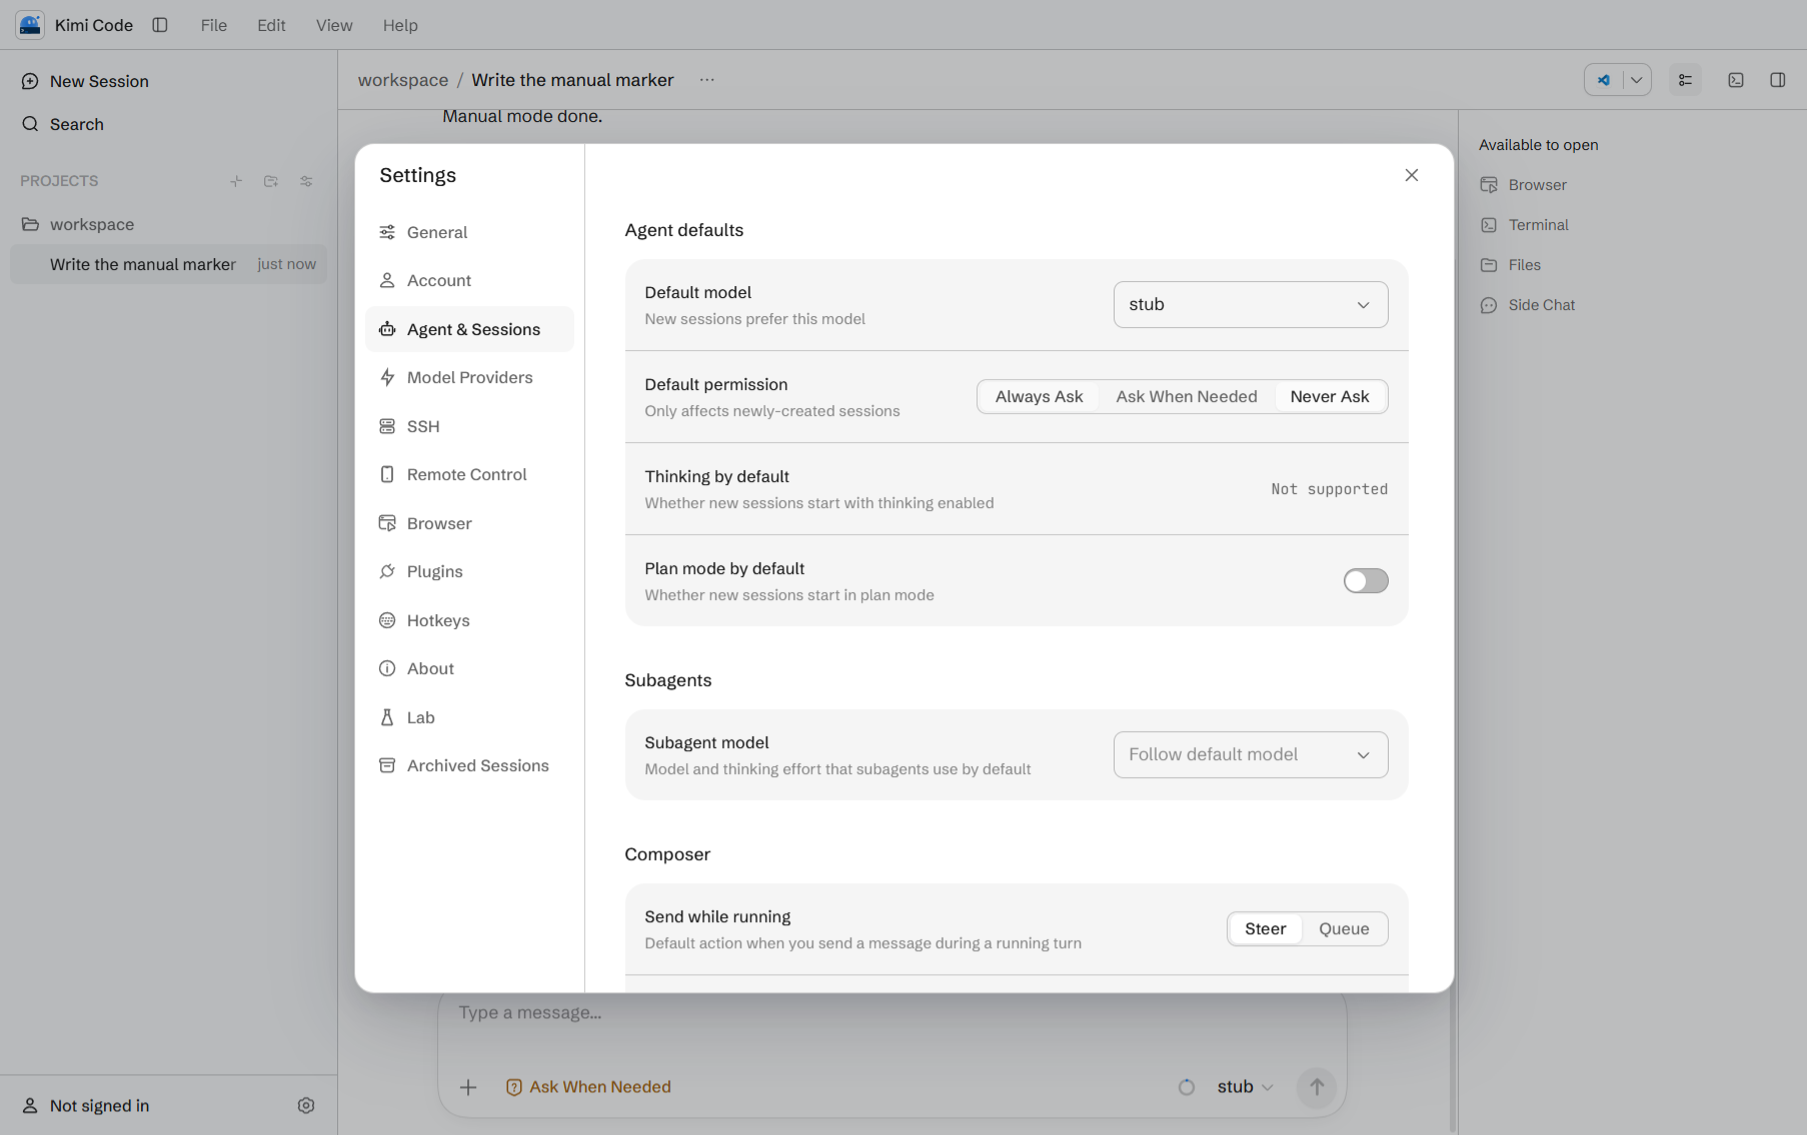 Kimi Code File Edit View Help
New Session
Search
PROJECTS
workspace
Write the manual marker just now
Not signed in
workspace / Write the manual marker ...
Manual mode done.
Settings
General
Account
Agent & Sessions
Model Providers
SSH
Remote Control
Browser
Plugins
Hotkeys
About
Lab
Archived Sessions
Agent defaults
Default model
New sessions prefer this model
stub
Default permission
Only affects newly-created sessions
Always Ask Ask When Needed Never Ask
Thinking by default
Whether new sessions start with thinking enabled
Not supported
Plan mode by default
Whether new sessions start in plan mode
Subagents
Subagent model
Model and thinking effort that subagents use by default
Follow default model
Composer
Send while running
Default action when you send a message during a running turn
Steer Queue
Type a message...
Ask When Needed
stub
Available to open
Browser
Terminal
Files
Side Chat